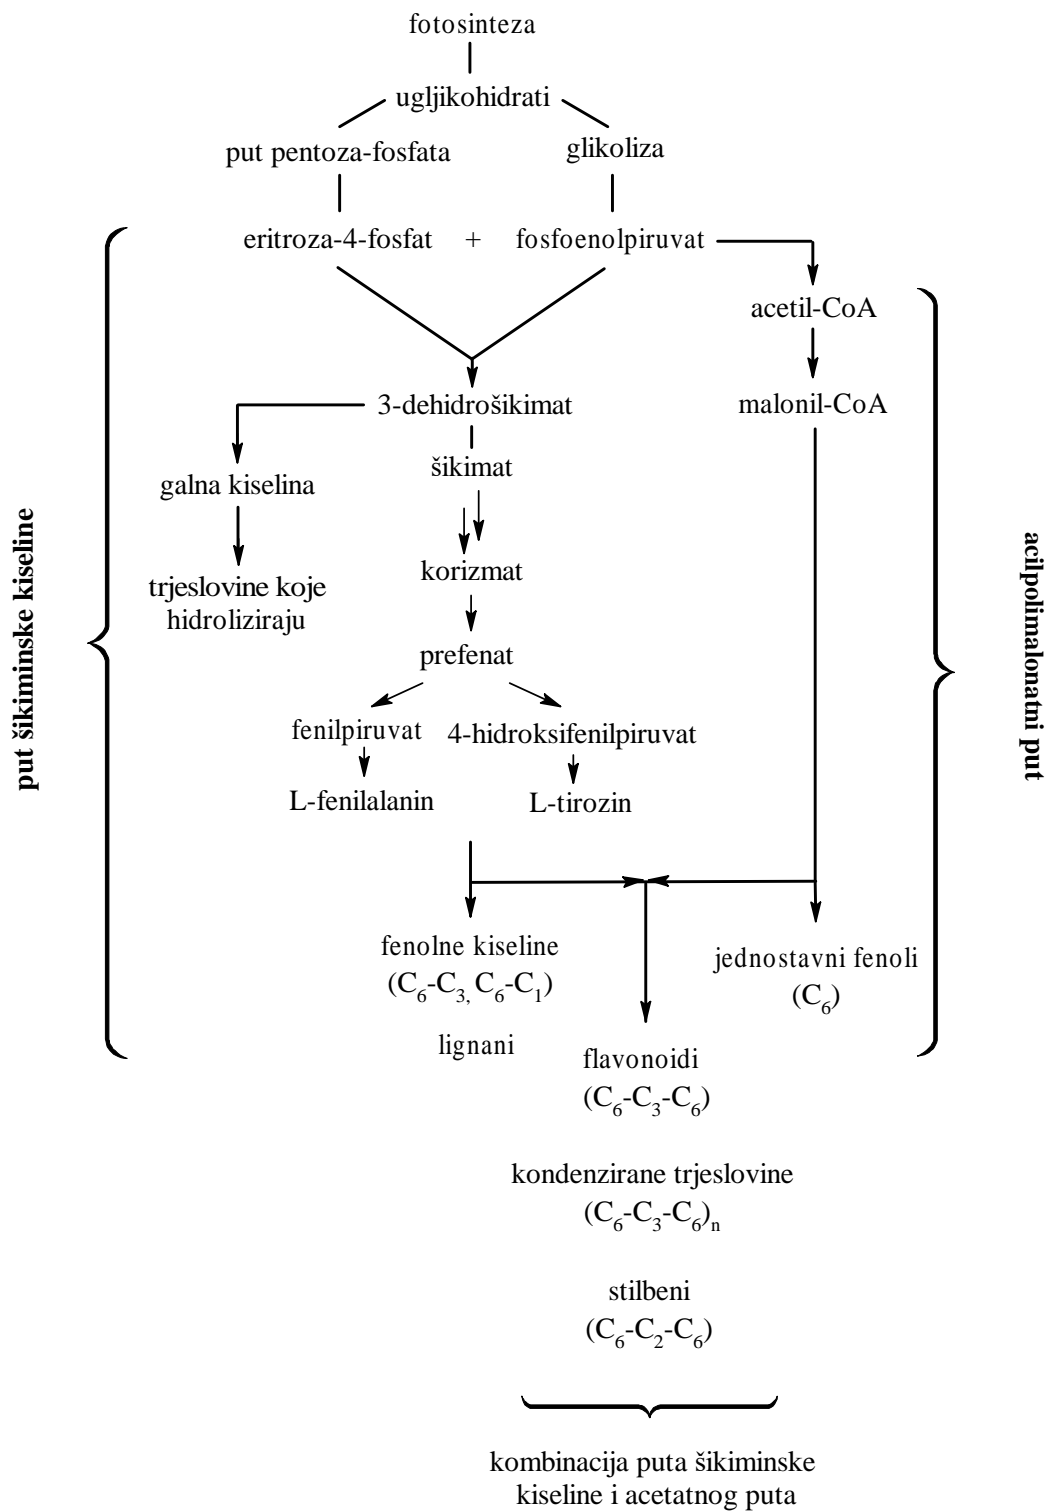 fotosinteza
ugljikohidrati
put pentoza-fosfata
glikoliza
eritroza-4-fosfat + fosfoenolpiruvat
acetil-CoA
malonil-CoA
3-dehidrošikimat
galna kiselina
šikimat
trjeslovine koje
hidroliziraju
korizmat
prefenat
fenilpiruvat
4-hidroksifenilpiruvat
L-fenilalanin
L-tirozin
put šikiminske kiseline
acilpolimalonatni put
fenolne kiseline
(C₆-C₃, C₆-C₁)
lignani
jednostavni fenoli
(C₆)
flavonoidi
(C₆-C₃-C₆)
kondenzirane trjeslovine
(C₆-C₃-C₆)ₙ
stilbeni
(C₆-C₂-C₆)
kombinacija puta šikiminske
kiseline i acetatnog puta